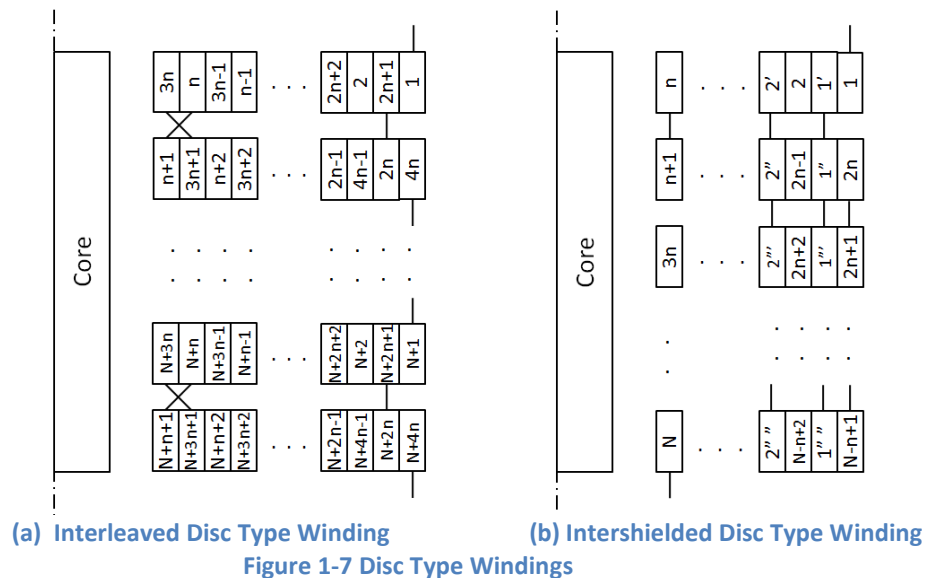 3n n 3n-1 n-1 . . . 2n+2 2 2n+1 1
n+1 3n+1 n+2 3n+2 . . . 2n-1 4n-1 2n 4n
Core
N+3n N+n N+3n-1 N+n-1 . . . N+2n+2 N+2 N+2n+1 N+1
N+n+1 N+3n+1 N+n+2 N+3n+2 . . . N+2n-1 N+4n-1 N+2n N+4n
n . . . 2' 2 1' 1
n+1 . . . 2" 2n-1 1" 2n
Core
3n . . . 2"' 2n+2 1"' 2n+1
N . . . 2"" N-n+2 1"" N-n+1
(a) Interleaved Disc Type Winding
(b) Intershielded Disc Type Winding
Figure 1-7 Disc Type Windings